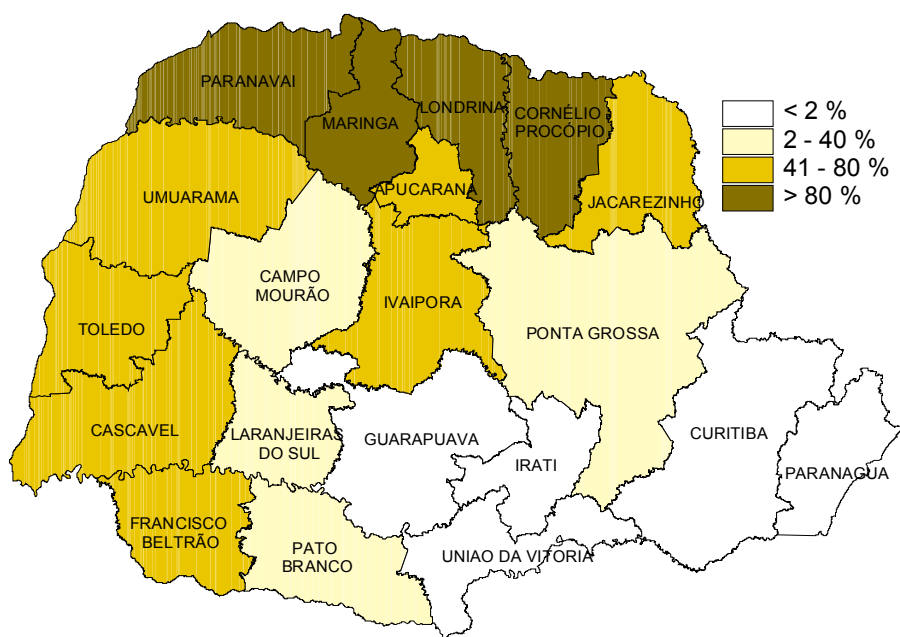 PARANAVAI
MARINGA
LONDRINA
CORNÉLIO
PROCÓPIO
< 2 %
2 - 40 %
41 - 80 %
> 80 %
UMUARAMA
APUCARANA
JACAREZINHO
CAMPO
MOURÃO
IVAIPORA
TOLEDO
PONTA GROSSA
CASCAVEL
LARANJEIRAS
DO SUL
GUARAPUAVA
IRATI
CURITIBA
PARANAGUA
FRANCISCO
BELTRÃO
PATO
BRANCO
UNIAO DA VITORIA